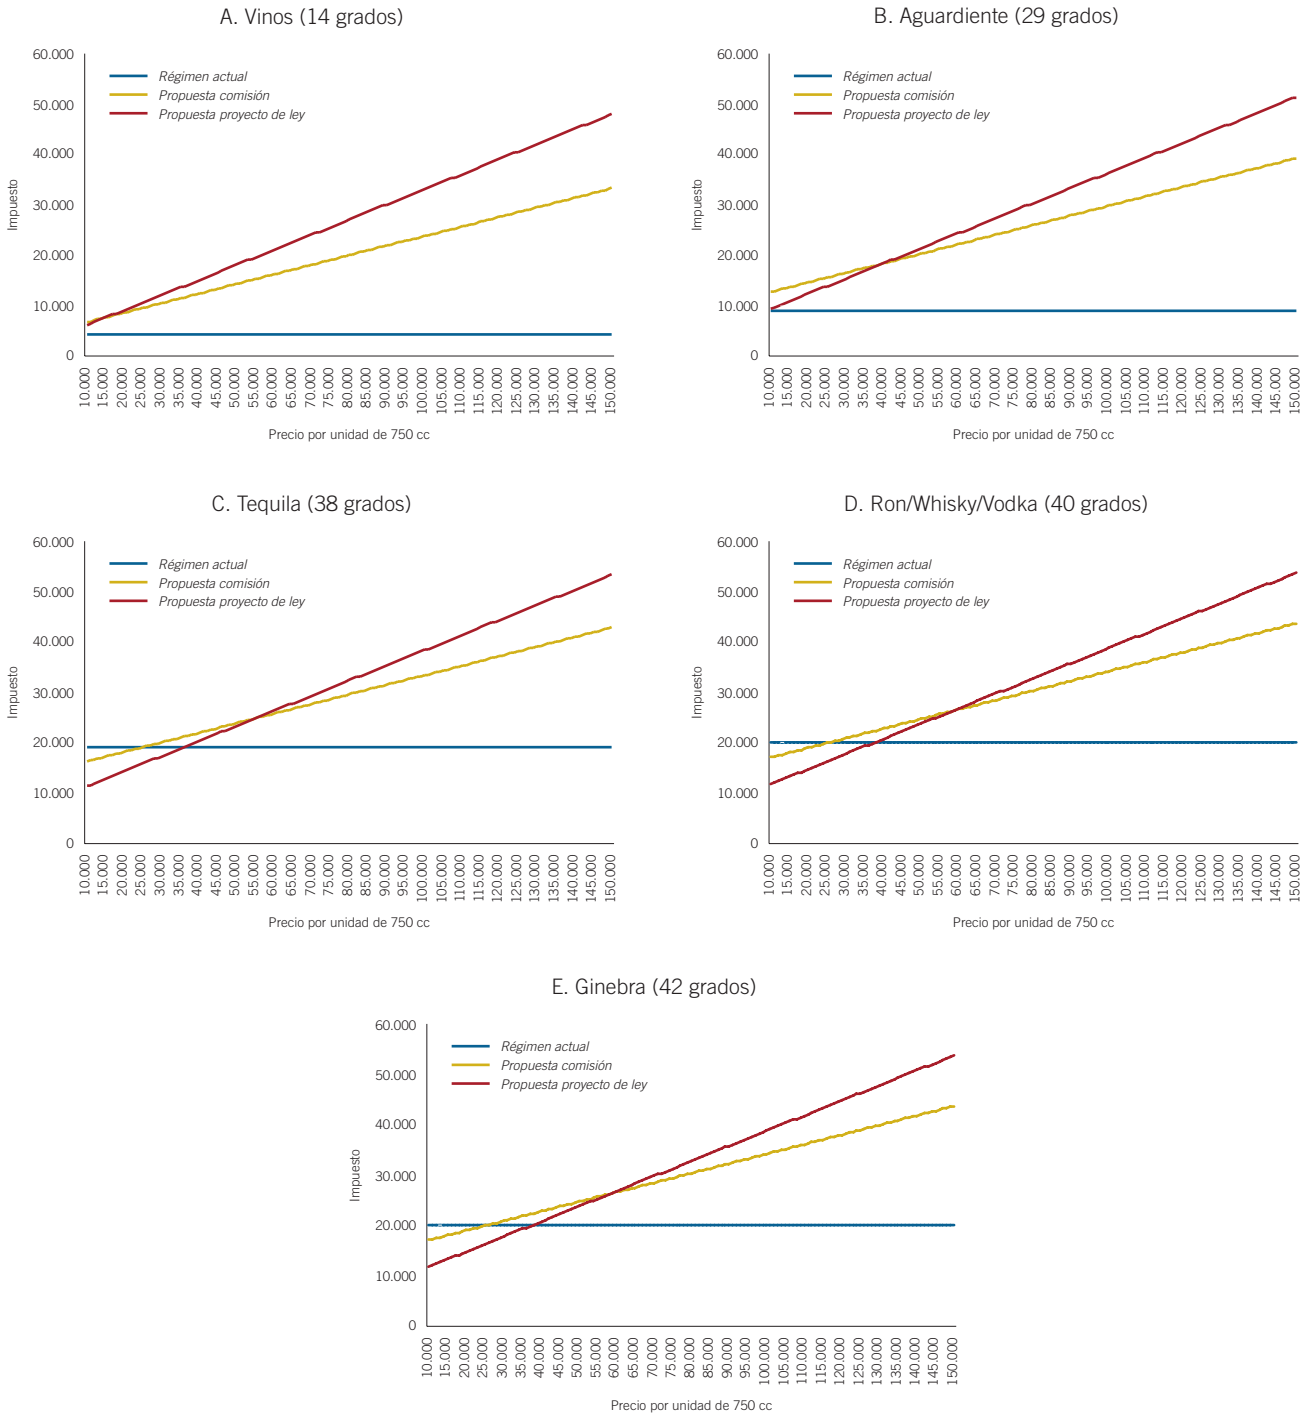 A. Vinos (14 grados)
60.000
50.000
40.000
30.000
20.000
10.000
0
Impuesto
Régimen actual
Propuesta comisión
Propuesta proyecto de ley
10.000 15.000 20.000 25.000 30.000 35.000 40.000 45.000 50.000 55.000 60.000 65.000 70.000 75.000 80.000 85.000 90.000 95.000 100.000 105.000 110.000 115.000 120.000 125.000 130.000 135.000 140.000 145.000 150.000
Precio por unidad de 750 cc
B. Aguardiente (29 grados)
60.000
50.000
40.000
30.000
20.000
10.000
0
Impuesto
Régimen actual
Propuesta comisión
Propuesta proyecto de ley
10.000 15.000 20.000 25.000 30.000 35.000 40.000 45.000 50.000 55.000 60.000 65.000 70.000 75.000 80.000 85.000 90.000 95.000 100.000 105.000 110.000 115.000 120.000 125.000 130.000 135.000 140.000 145.000 150.000
Precio por unidad de 750 cc
C. Tequila (38 grados)
60.000
50.000
40.000
30.000
20.000
10.000
0
Impuesto
Régimen actual
Propuesta comisión
Propuesta proyecto de ley
10.000 15.000 20.000 25.000 30.000 35.000 40.000 45.000 50.000 55.000 60.000 65.000 70.000 75.000 80.000 85.000 90.000 95.000 100.000 105.000 110.000 115.000 120.000 125.000 130.000 135.000 140.000 145.000 150.000
Precio por unidad de 750 cc
D. Ron/Whisky/Vodka (40 grados)
60.000
50.000
40.000
30.000
20.000
10.000
0
Impuesto
Régimen actual
Propuesta comisión
Propuesta proyecto de ley
10.000 15.000 20.000 25.000 30.000 35.000 40.000 45.000 50.000 55.000 60.000 65.000 70.000 75.000 80.000 85.000 90.000 95.000 100.000 105.000 110.000 115.000 120.000 125.000 130.000 135.000 140.000 145.000 150.000
Precio por unidad de 750 cc
E. Ginebra (42 grados)
60.000
50.000
40.000
30.000
20.000
10.000
0
Impuesto
Régimen actual
Propuesta comisión
Propuesta proyecto de ley
10.000 15.000 20.000 25.000 30.000 35.000 40.000 45.000 50.000 55.000 60.000 65.000 70.000 75.000 80.000 85.000 90.000 95.000 100.000 105.000 110.000 115.000 120.000 125.000 130.000 135.000 140.000 145.000 150.000
Precio por unidad de 750 cc